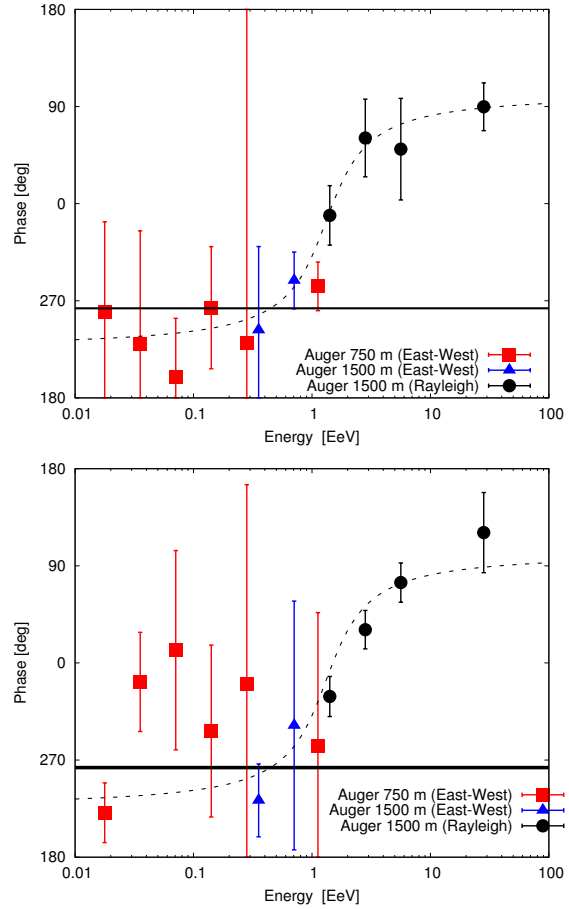 180
90
0
270
180
Phase [deg]
Auger 750 m (East-West)
Auger 1500 m (East-West)
Auger 1500 m (Rayleigh)
0.01 0.1 1 10 100
Energy [EeV]
180
90
0
270
180
Phase [deg]
Auger 750 m (East-West)
Auger 1500 m (East-West)
Auger 1500 m (Rayleigh)
0.01 0.1 1 10 100
Energy [EeV]